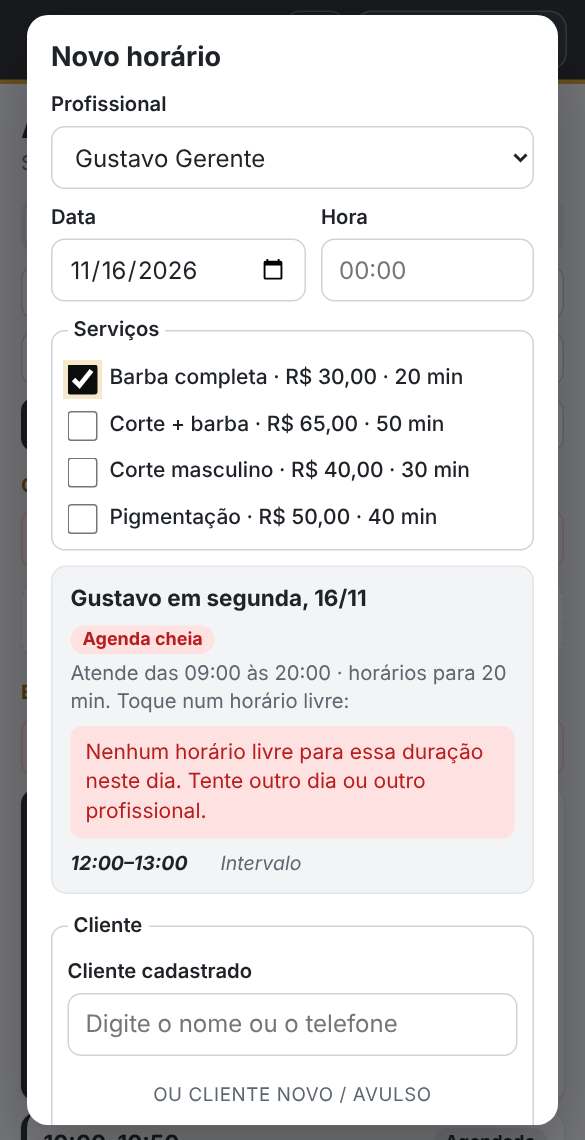 Novo horário
Profissional
Gustavo Gerente
Data
Hora
11/16/2026
00:00
Serviços
Barba completa · R$ 30,00 · 20 min
Corte + barba · R$ 65,00 · 50 min
Corte masculino · R$ 40,00 · 30 min
Pigmentação · R$ 50,00 · 40 min
Gustavo em segunda, 16/11
Agenda cheia
Atende das 09:00 às 20:00 · horários para 20
min. Toque num horário livre:
Nenhum horário livre para essa duração
neste dia. Tente outro dia ou outro
profissional.
12:00–13:00 Intervalo
Cliente
Cliente cadastrado
Digite o nome ou o telefone
OU CLIENTE NOVO / AVULSO